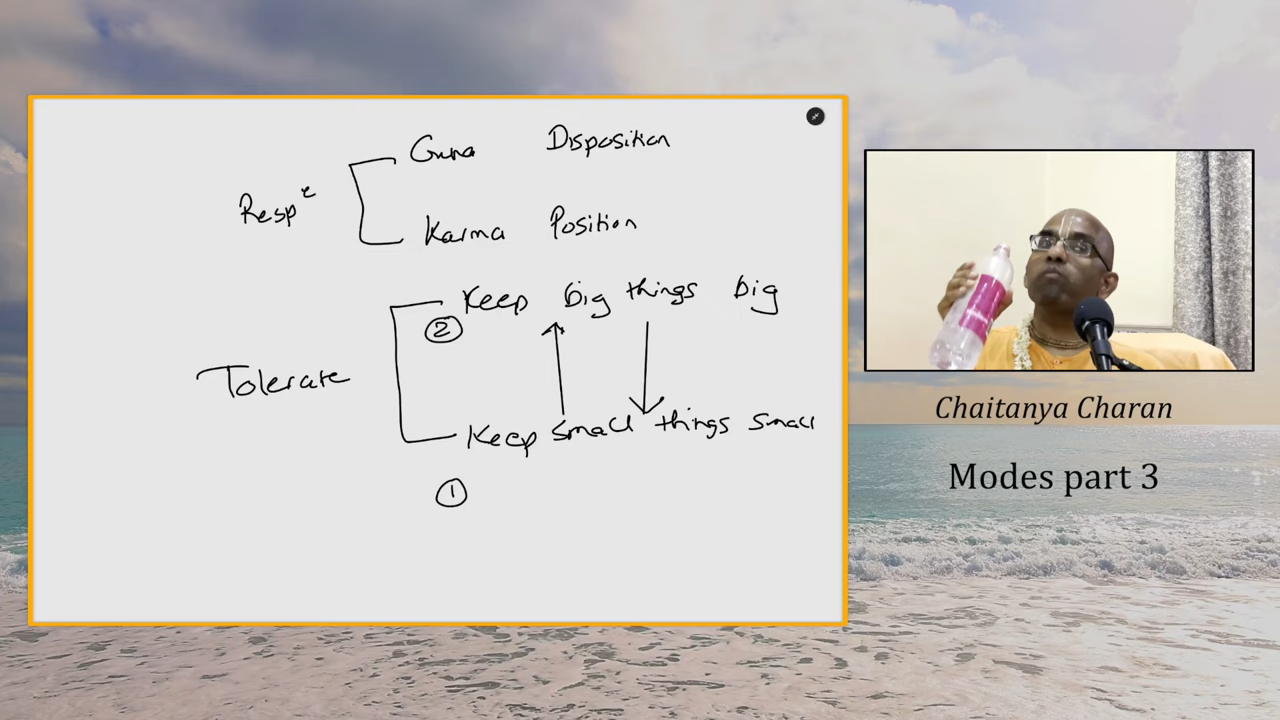 Guna Disposition
Respe
Karma Position
Keep big things big
2
Tolerate
Keep small things small
1
Chaitanya Charan
Modes part 3